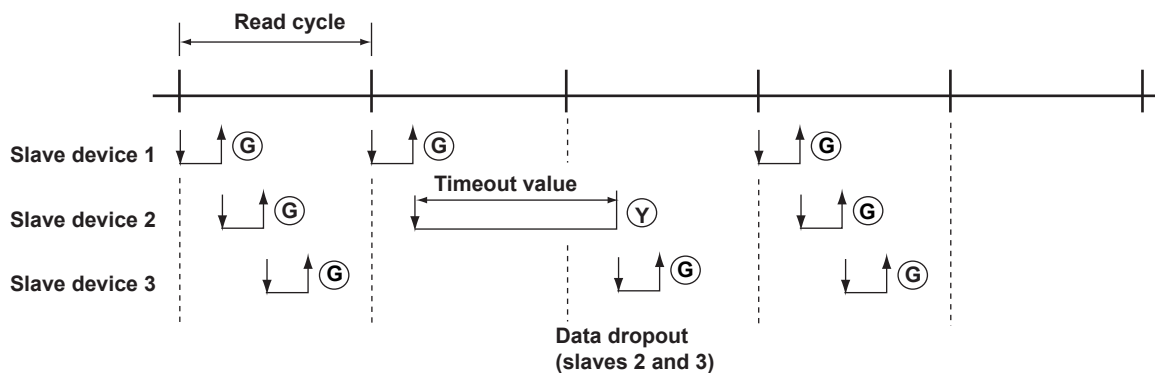 Read cycle
Slave device 1 G G G
Timeout value
Slave device 2 G Y G
Slave device 3 G G G
Data dropout
(slaves 2 and 3)